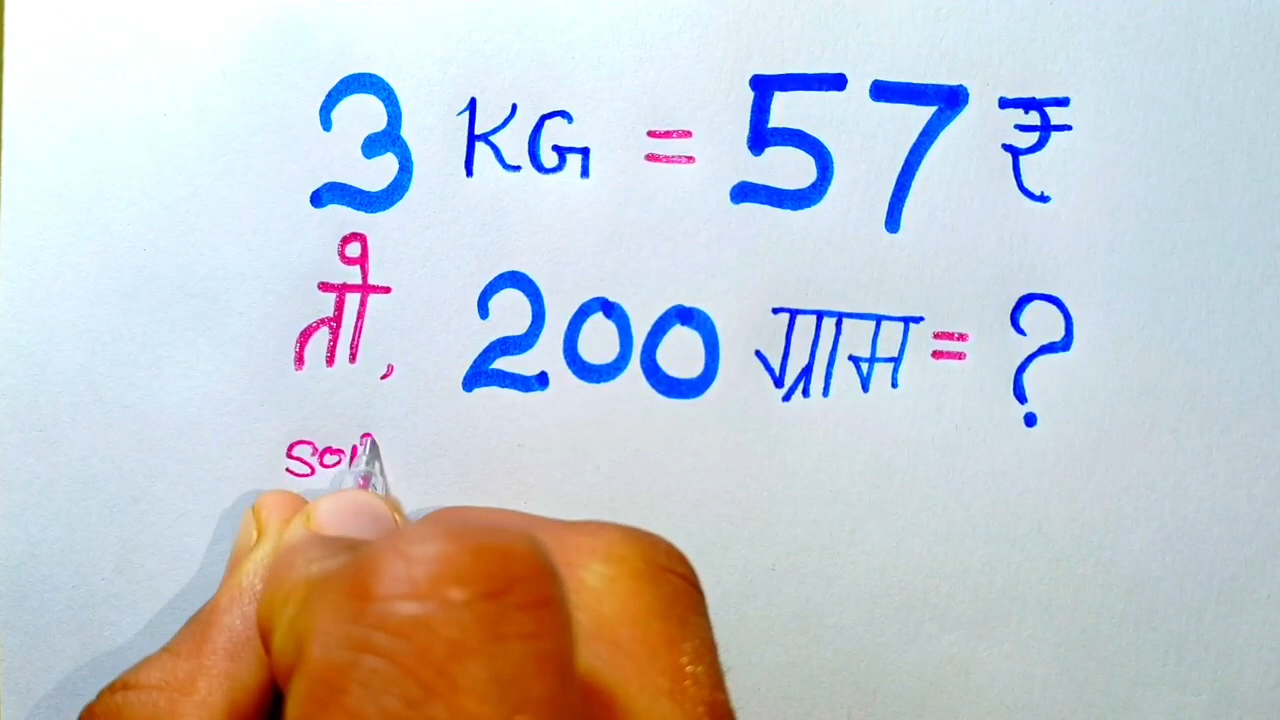 3 KG = 57 ₹
तो, 200 ग्राम = ?
sol